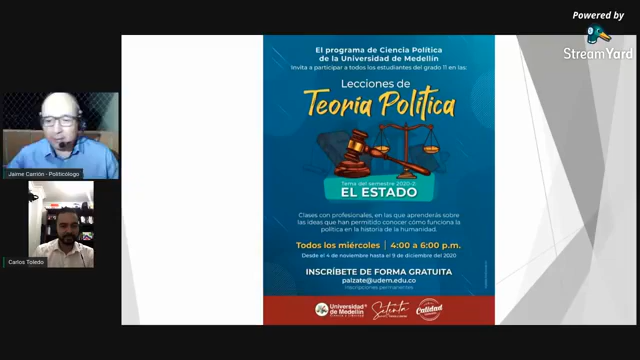 Powered by
StreamYard
El programa de Ciencia Política
de la Universidad de Medellín
Invita a participar a todos los estudiantes del grado 11 en las:
Lecciones de
Teoría Política
Tema del semestre 2020-2:
EL ESTADO
Clases con profesionales, en las que aprenderás sobre
las ideas que han permitido conocer cómo funciona la
política en la historia de la humanidad.
Todos los miércoles | 4:00 a 6:00 p.m.
Desde el 4 de noviembre hasta el 9 de diciembre del 2020
INSCRÍBETE DE FORMA GRATUITA
palzate@udem.edu.co
Inscripciones permanentes
Universidad
de Medellín
Setenta
Calidad
Jaime Carrión - Politicólogo
Carlos Toledo